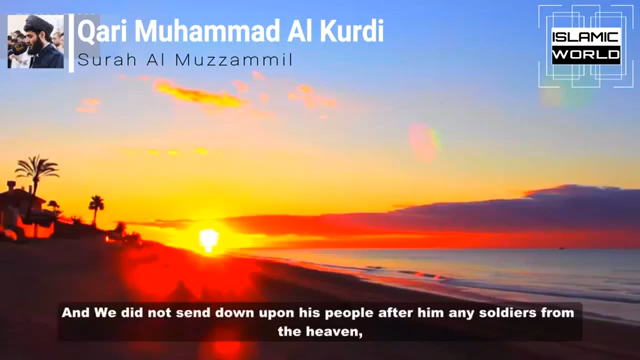 Qari Muhammad Al Kurdi
Surah Al Muzzammil
ISLAMIC
WORLD
And We did not send down upon his people after him any soldiers from
the heaven,